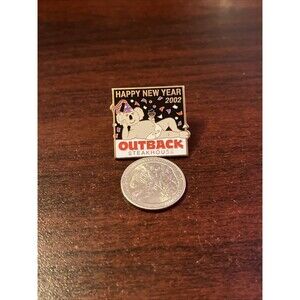 HAPPY NEW YEAR
2002
OUTBACK
STEAKHOUSE